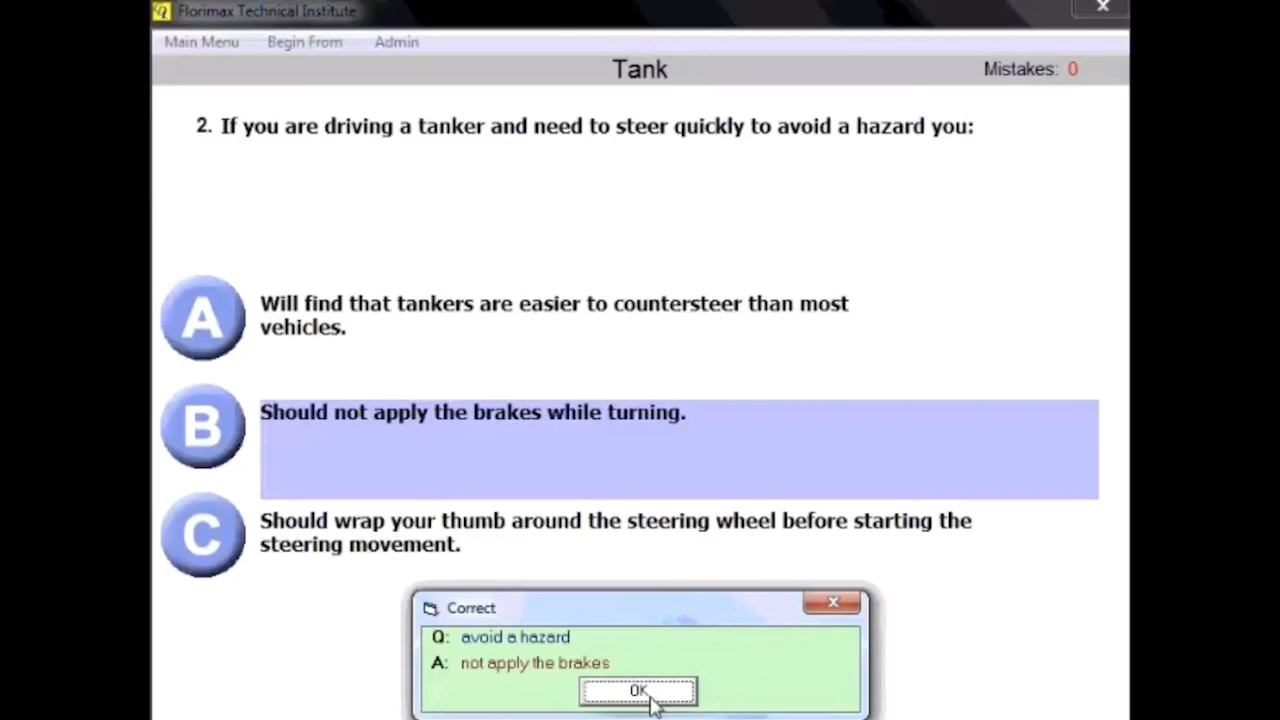 Florimax Technical Institute
Main Menu Begin From Admin
Tank Mistakes: 0
2. If you are driving a tanker and need to steer quickly to avoid a hazard you:
A Will find that tankers are easier to countersteer than most
vehicles.
B Should not apply the brakes while turning.
C Should wrap your thumb around the steering wheel before starting the
steering movement.
Correct
Q: avoid a hazard
A: not apply the brakes
OK